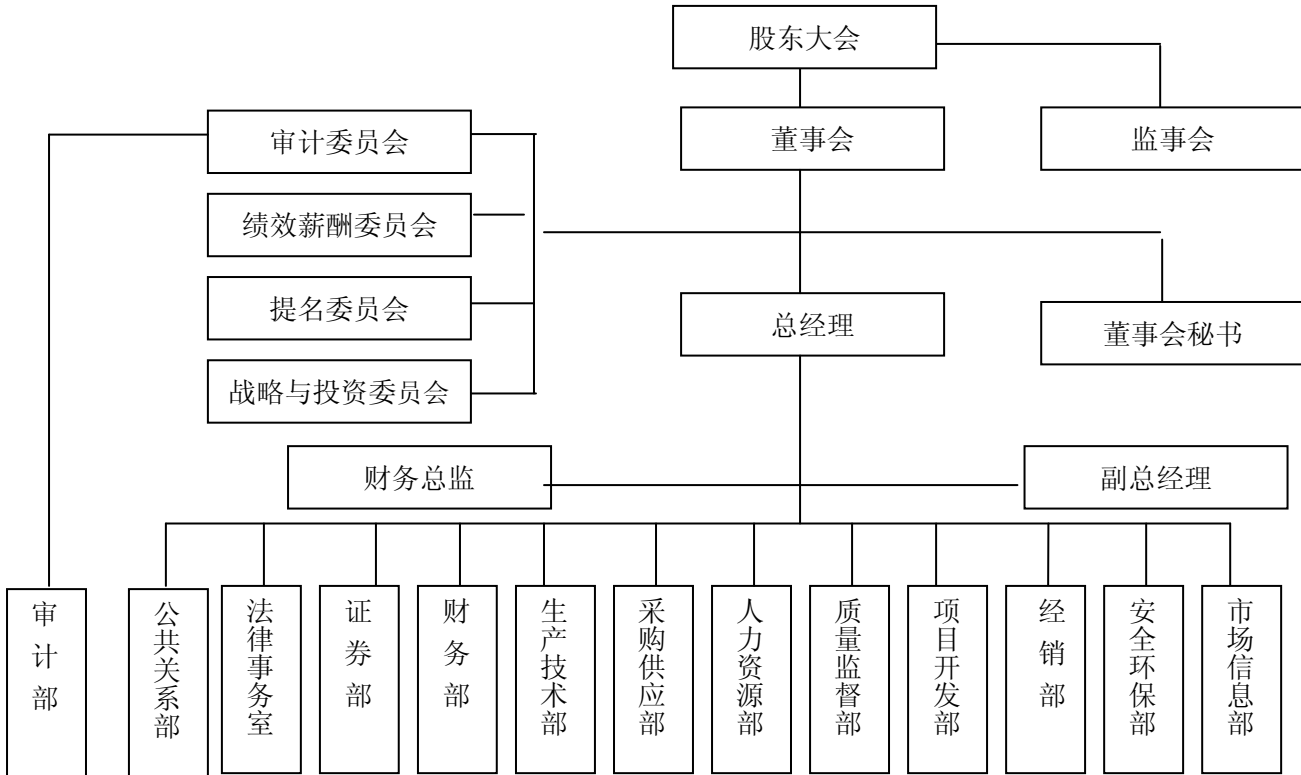 股东大会
审计委员会
董事会
监事会
绩效薪酬委员会
提名委员会
总经理
董事会秘书
战略与投资委员会
财务总监
副总经理
审计部
公共关系部
法律事务室
证券部
财务部
生产技术部
采购供应部
人力资源部
质量监督部
项目开发部
经销部
安全环保部
市场信息部